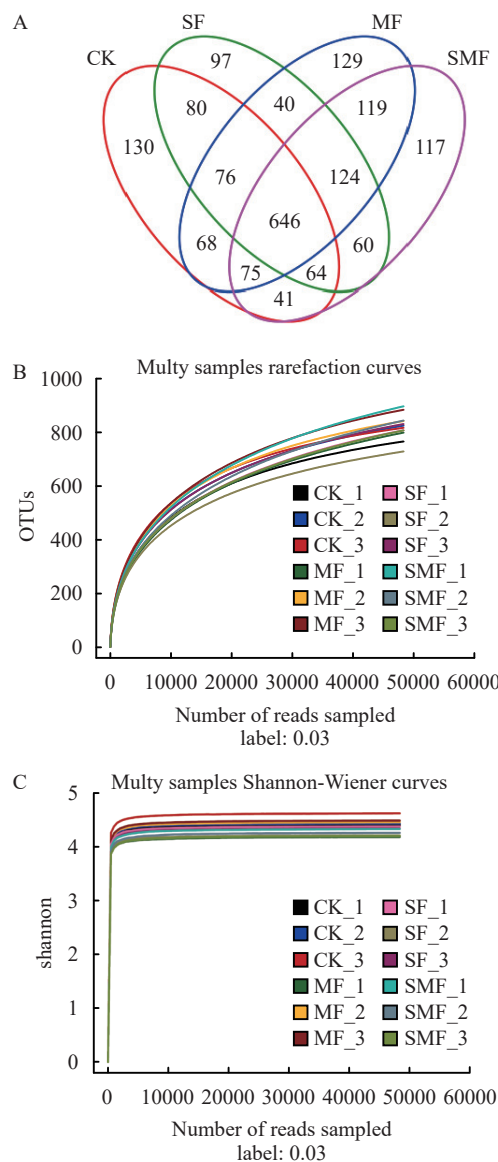 A
SF
MF
CK
SMF
97
129
80
40
119
130
117
76
124
646
68
60
75
64
41
B
Multy samples rarefaction curves
1000
800
600
400
200
0
OTUs
CK_1 SF_1
CK_2 SF_2
CK_3 SF_3
MF_1 SMF_1
MF_2 SMF_2
MF_3 SMF_3
0 10000 20000 30000 40000 50000 60000
Number of reads sampled
label: 0.03
C
Multy samples Shannon-Wiener curves
5
4
3
2
1
0
shannon
CK_1 SF_1
CK_2 SF_2
CK_3 SF_3
MF_1 SMF_1
MF_2 SMF_2
MF_3 SMF_3
0 10000 20000 30000 40000 50000 60000
Number of reads sampled
label: 0.03